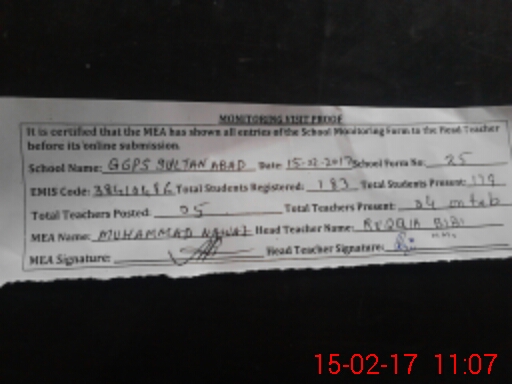 MONITORING VISIT PROOF
It is certified that the MEA has shown all entries of the School Monitoring Form to the Head Teacher
before its online submission
School Name: GGPS SULTAN ABAD Date: 15-02-2017 School Form No: 25
EMIS Code: Total Students Registered: 183 Total Students Present: 179
Total Teachers Posted: 05 Total Teachers Present: 04
MEA Name: MUHAMMAD NAWAZ Head Teacher Name: BIBI
MEA Signature: Head Teacher Signature:
15-02-17 11:07